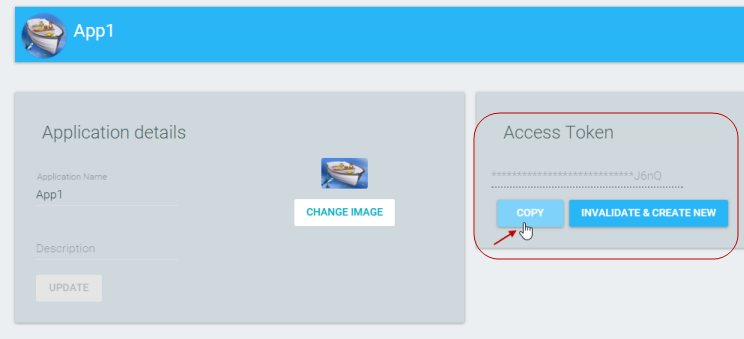 App1
Application details
Application Name
App1
CHANGE IMAGE
Description
UPDATE
Access Token
****************************J6nQ
COPY
INVALIDATE & CREATE NEW